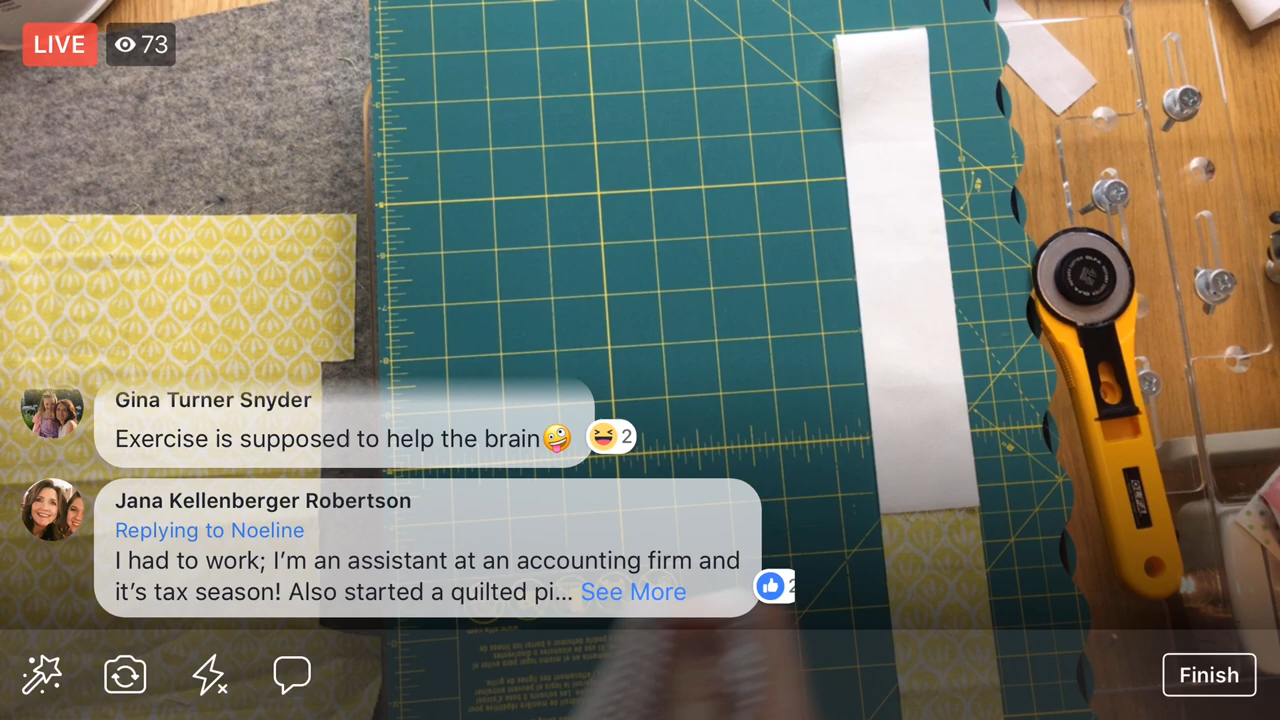 LIVE 73
Gina Turner Snyder
Exercise is supposed to help the brain🤪
2
Jana Kellenberger Robertson
Replying to Noeline
I had to work; I’m an assistant at an accounting firm and
it’s tax season! Also started a quilted pi... See More
2
Finish
OLFA